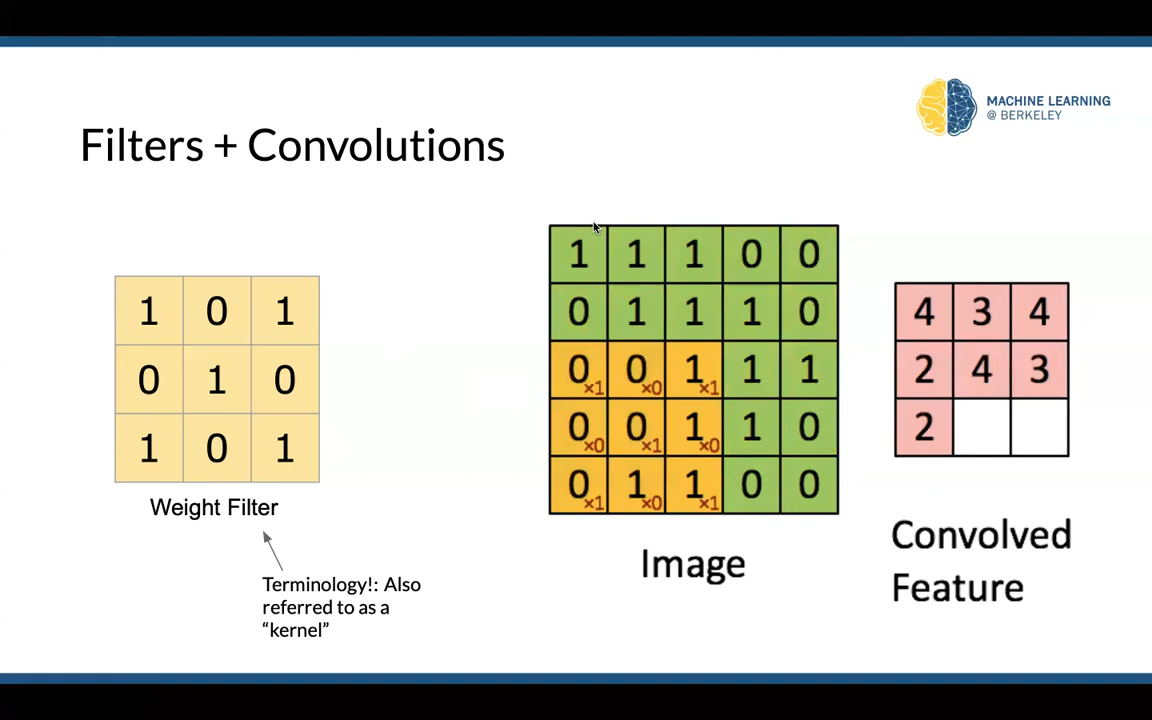 MACHINE LEARNING
@ BERKELEY
Filters + Convolutions
1 0 1
0 1 0
1 0 1
Weight Filter
Terminology!: Also
referred to as a
“kernel”
1 1 1 0 0
0 1 1 1 0
0×1 0×0 1×1 1 1
0×0 0×1 1×0 1 0
0×1 1×0 1×1 0 0
Image
4 3 4
2 4 3
2
Convolved
Feature